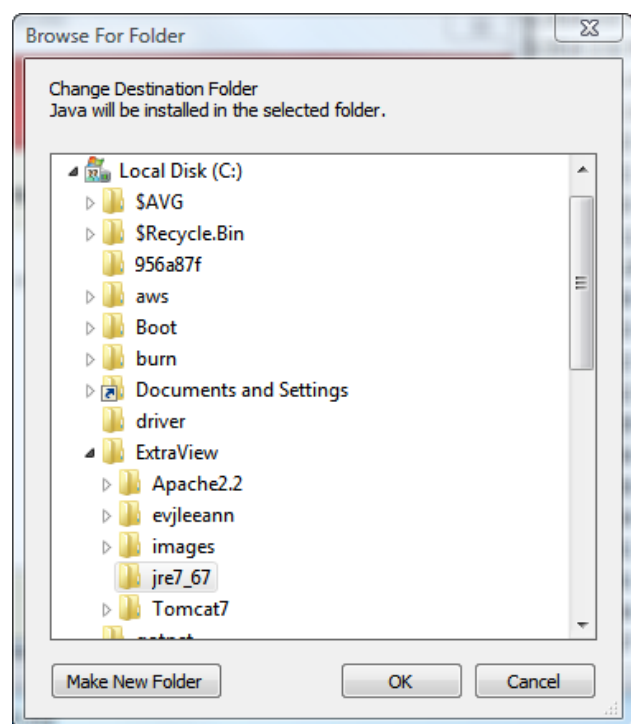 Browse For Folder
Change Destination Folder
Java will be installed in the selected folder.
Local Disk (C:)
$AVG
$Recycle.Bin
956a87f
aws
Boot
burn
Documents and Settings
driver
ExtraView
Apache2.2
evjleeann
images
jre7_67
Tomcat7
Make New Folder
OK
Cancel